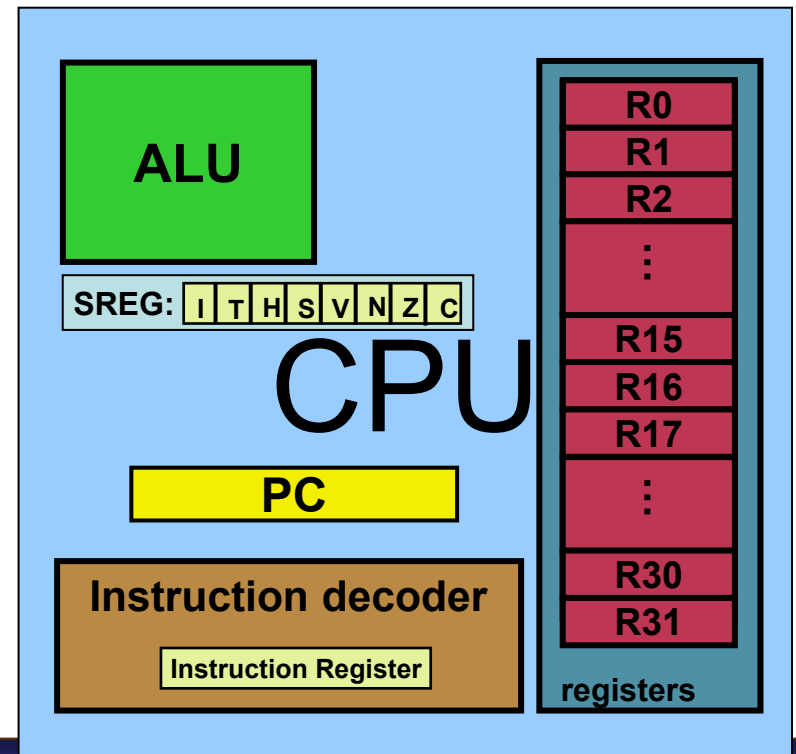 ALU
SREG: I T H S V N Z C
CPU
PC
Instruction decoder
Instruction Register
R0
R1
R2
...
R15
R16
R17
...
R30
R31
registers